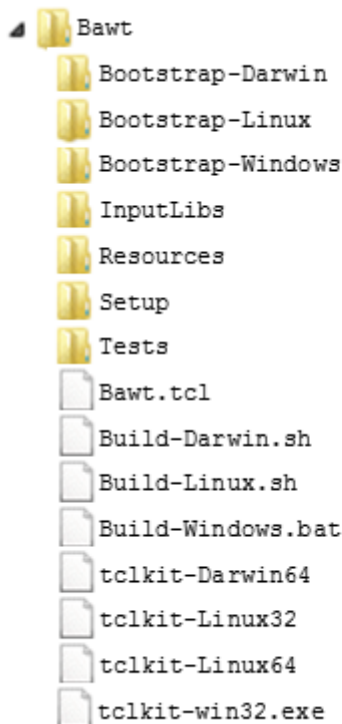 Bawt
Bootstrap-Darwin
Bootstrap-Linux
Bootstrap-Windows
InputLibs
Resources
Setup
Tests
Bawt.tcl
Build-Darwin.sh
Build-Linux.sh
Build-Windows.bat
tclkit-Darwin64
tclkit-Linux32
tclkit-Linux64
tclkit-win32.exe